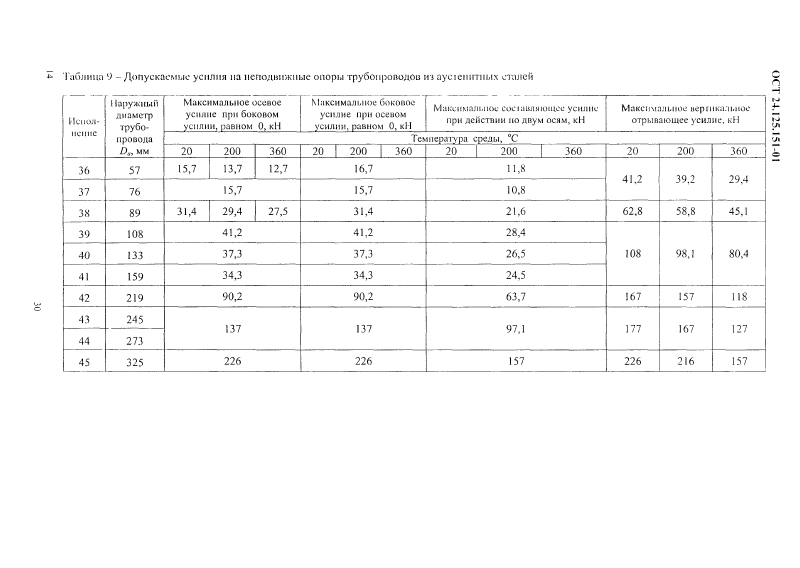 14
ОСТ 24.125.151-01
Таблица 9 – Допускаемые усилия на неподвижные опоры трубопроводов из аустенитных сталей
Испол-
нение
Наружный
диаметр
трубо-
провода
Dн, мм
Максимальное осевое
усилие при боковом
усилии, равном 0, кН
Максимальное боковое
усилие при осевом
усилии, равном 0, кН
Максимальное составляющее усилие
при действии по двум осям, кН
Максимальное вертикальное
отрывающее усилие, кН
Температура среды, °С
20 200 360 20 200 360 20 200 360 20 200 360
36 57 15,7 13,7 12,7 16,7 11,8 41,2 39,2 29,4
37 76 15,7 15,7 10,8
38 89 31,4 29,4 27,5 31,4 21,6 62,8 58,8 45,1
39 108 41,2 41,2 28,4
40 133 37,3 37,3 26,5 108 98,1 80,4
41 159 34,3 34,3 24,5
42 219 90,2 90,2 63,7 167 157 118
43 245 137 137 97,1 177 167 127
44 273
45 325 226 226 157 226 216 157
30